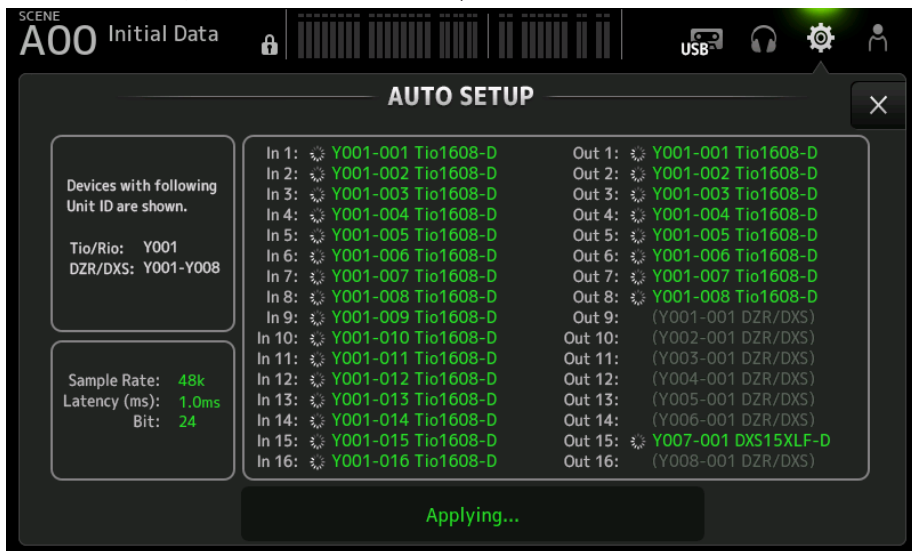 SCENE
A00 Initial Data
USB
AUTO SETUP
Devices with following
Unit ID are shown.
Tio/Rio: Y001
DZR/DXS: Y001-Y008
Sample Rate: 48k
Latency (ms): 1.0ms
Bit: 24
In 1: Y001-001 Tio1608-D
In 2: Y001-002 Tio1608-D
In 3: Y001-003 Tio1608-D
In 4: Y001-004 Tio1608-D
In 5: Y001-005 Tio1608-D
In 6: Y001-006 Tio1608-D
In 7: Y001-007 Tio1608-D
In 8: Y001-008 Tio1608-D
In 9: Y001-009 Tio1608-D
In 10: Y001-010 Tio1608-D
In 11: Y001-011 Tio1608-D
In 12: Y001-012 Tio1608-D
In 13: Y001-013 Tio1608-D
In 14: Y001-014 Tio1608-D
In 15: Y001-015 Tio1608-D
In 16: Y001-016 Tio1608-D
Out 1: Y001-001 Tio1608-D
Out 2: Y001-002 Tio1608-D
Out 3: Y001-003 Tio1608-D
Out 4: Y001-004 Tio1608-D
Out 5: Y001-005 Tio1608-D
Out 6: Y001-006 Tio1608-D
Out 7: Y001-007 Tio1608-D
Out 8: Y001-008 Tio1608-D
Out 9: (Y001-001 DZR/DXS)
Out 10: (Y002-001 DZR/DXS)
Out 11: (Y003-001 DZR/DXS)
Out 12: (Y004-001 DZR/DXS)
Out 13: (Y005-001 DZR/DXS)
Out 14: (Y006-001 DZR/DXS)
Out 15: Y007-001 DXS15XLF-D
Out 16: (Y008-001 DZR/DXS)
Applying...